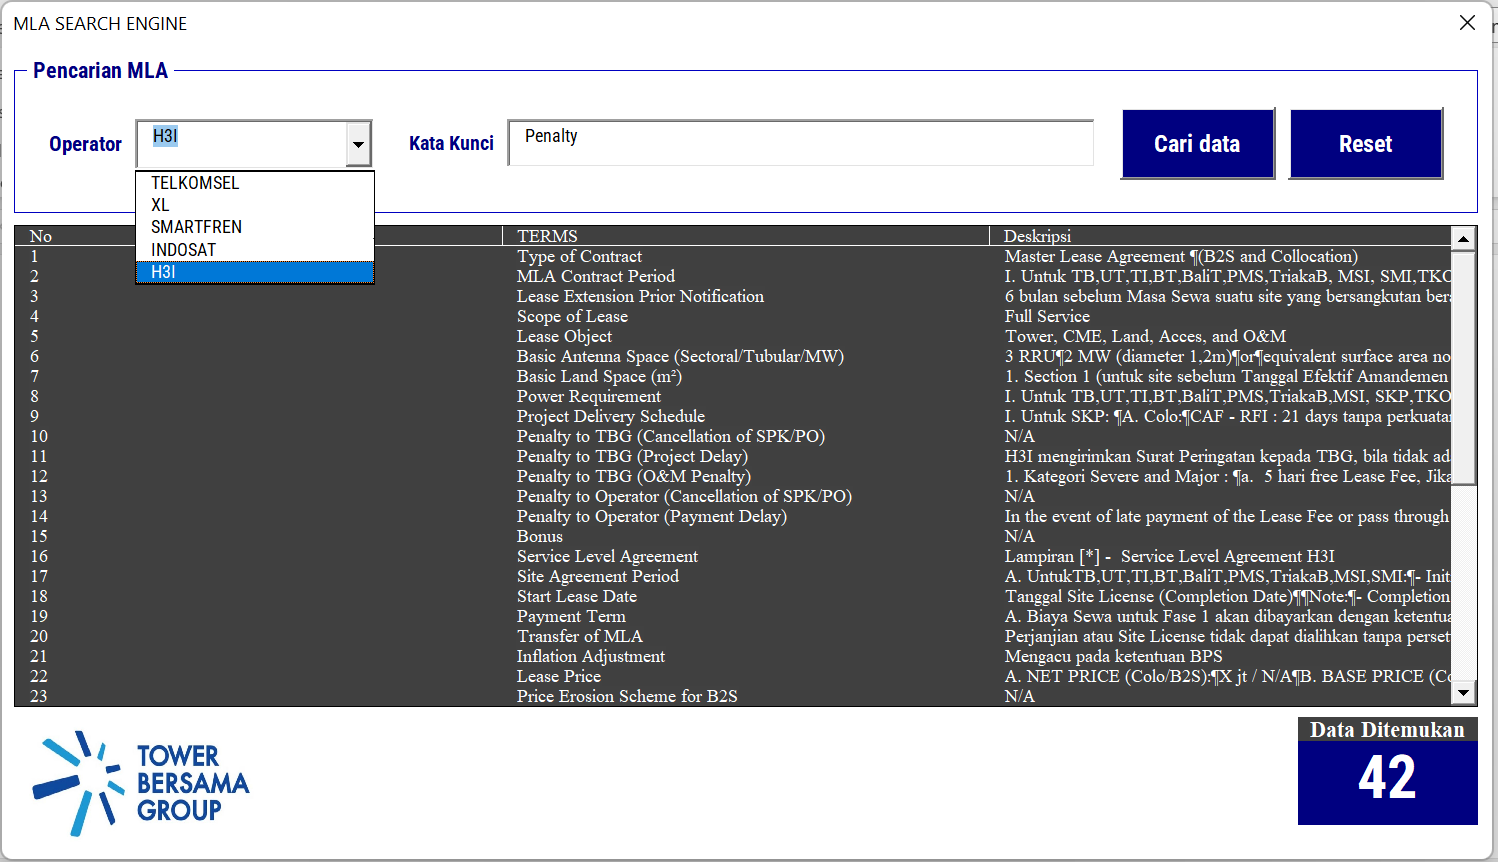 MLA SEARCH ENGINE
Pencarian MLA
Operator H3I Kata Kunci Penalty Cari data Reset
TELKOMSEL
XL
SMARTFREN
INDOSAT
H3I
No TERMS Deskripsi
1 Type of Contract Master Lease Agreement ¶(B2S and Collocation)
2 MLA Contract Period I. Untuk TB,UT,TI,BT,BaliT,PMS,TriakaB, MSI, SMI,TKO
3 Lease Extension Prior Notification 6 bulan sebelum Masa Sewa suatu site yang bersangkutan ber
4 Scope of Lease Full Service
5 Lease Object Tower, CME, Land, Acces, and O&M
6 Basic Antenna Space (Sectoral/Tubular/MW) 3 RRU¶2 MW (diameter 1,2m)¶or¶equivalent surface area no
7 Basic Land Space (m²) 1. Section 1 (untuk site sebelum Tanggal Efektif Amandemen
8 Power Requirement I. Untuk TB,UT,TI,BT,BaliT,PMS,TriakaB,MSI, SKP,TKO
9 Project Delivery Schedule I. Untuk SKP: ¶A. Colo:¶CAF - RFI : 21 days tanpa perkuatan
10 Penalty to TBG (Cancellation of SPK/PO) N/A
11 Penalty to TBG (Project Delay) H3I mengirimkan Surat Peringatan kepada TBG, bila tidak ad
12 Penalty to TBG (O&M Penalty) 1. Kategori Severe and Major : ¶a. 5 hari free Lease Fee, Jika
13 Penalty to Operator (Cancellation of SPK/PO) N/A
14 Penalty to Operator (Payment Delay) In the event of late payment of the Lease Fee or pass through
15 Bonus N/A
16 Service Level Agreement Lampiran [*] - Service Level Agreement H3I
17 Site Agreement Period A. UntukTB,UT,TI,BT,BaliT,PMS,TriakaB,MSI,SMI:¶- Init
18 Start Lease Date Tanggal Site License (Completion Date)¶¶Note:¶- Completion
19 Payment Term A. Biaya Sewa untuk Fase 1 akan dibayarkan dengan ketentua
20 Transfer of MLA Perjanjian atau Site License tidak dapat dialihkan tanpa perset
21 Inflation Adjustment Mengacu pada ketentuan BPS
22 Lease Price A. NET PRICE (Colo/B2S):¶X jt / N/A¶B. BASE PRICE (Co
23 Price Erosion Scheme for B2S N/A
TOWER
BERSAMA
GROUP
Data Ditemukan
42